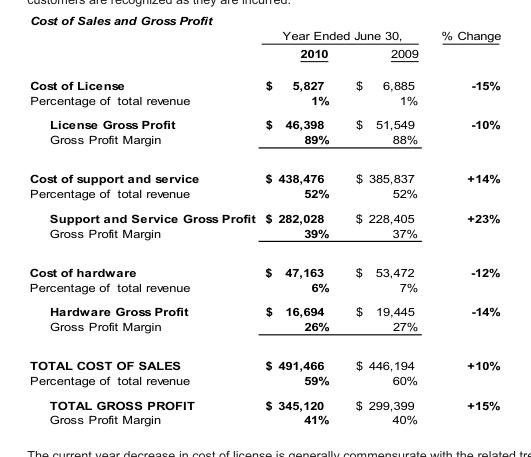 customers are recognized as they are incurred.
Cost of Sales and Gross Profit
Year Ended June 30, % Change
2010 2009
Cost of License $ 5,827 $ 6,885 -15%
Percentage of total revenue 1% 1%
License Gross Profit $ 46,398 $ 51,549 -10%
Gross Profit Margin 89% 88%
Cost of support and service $ 438,476 $ 385,837 +14%
Percentage of total revenue 52% 52%
Support and Service Gross Profit $ 282,028 $ 228,405 +23%
Gross Profit Margin 39% 37%
Cost of hardware $ 47,163 $ 53,472 -12%
Percentage of total revenue 6% 7%
Hardware Gross Profit $ 16,694 $ 19,445 -14%
Gross Profit Margin 26% 27%
TOTAL COST OF SALES $ 491,466 $ 446,194 +10%
Percentage of total revenue 59% 60%
TOTAL GROSS PROFIT $ 345,120 $ 299,399 +15%
Gross Profit Margin 41% 40%
The current year decrease in cost of license is generally commensurate with the related